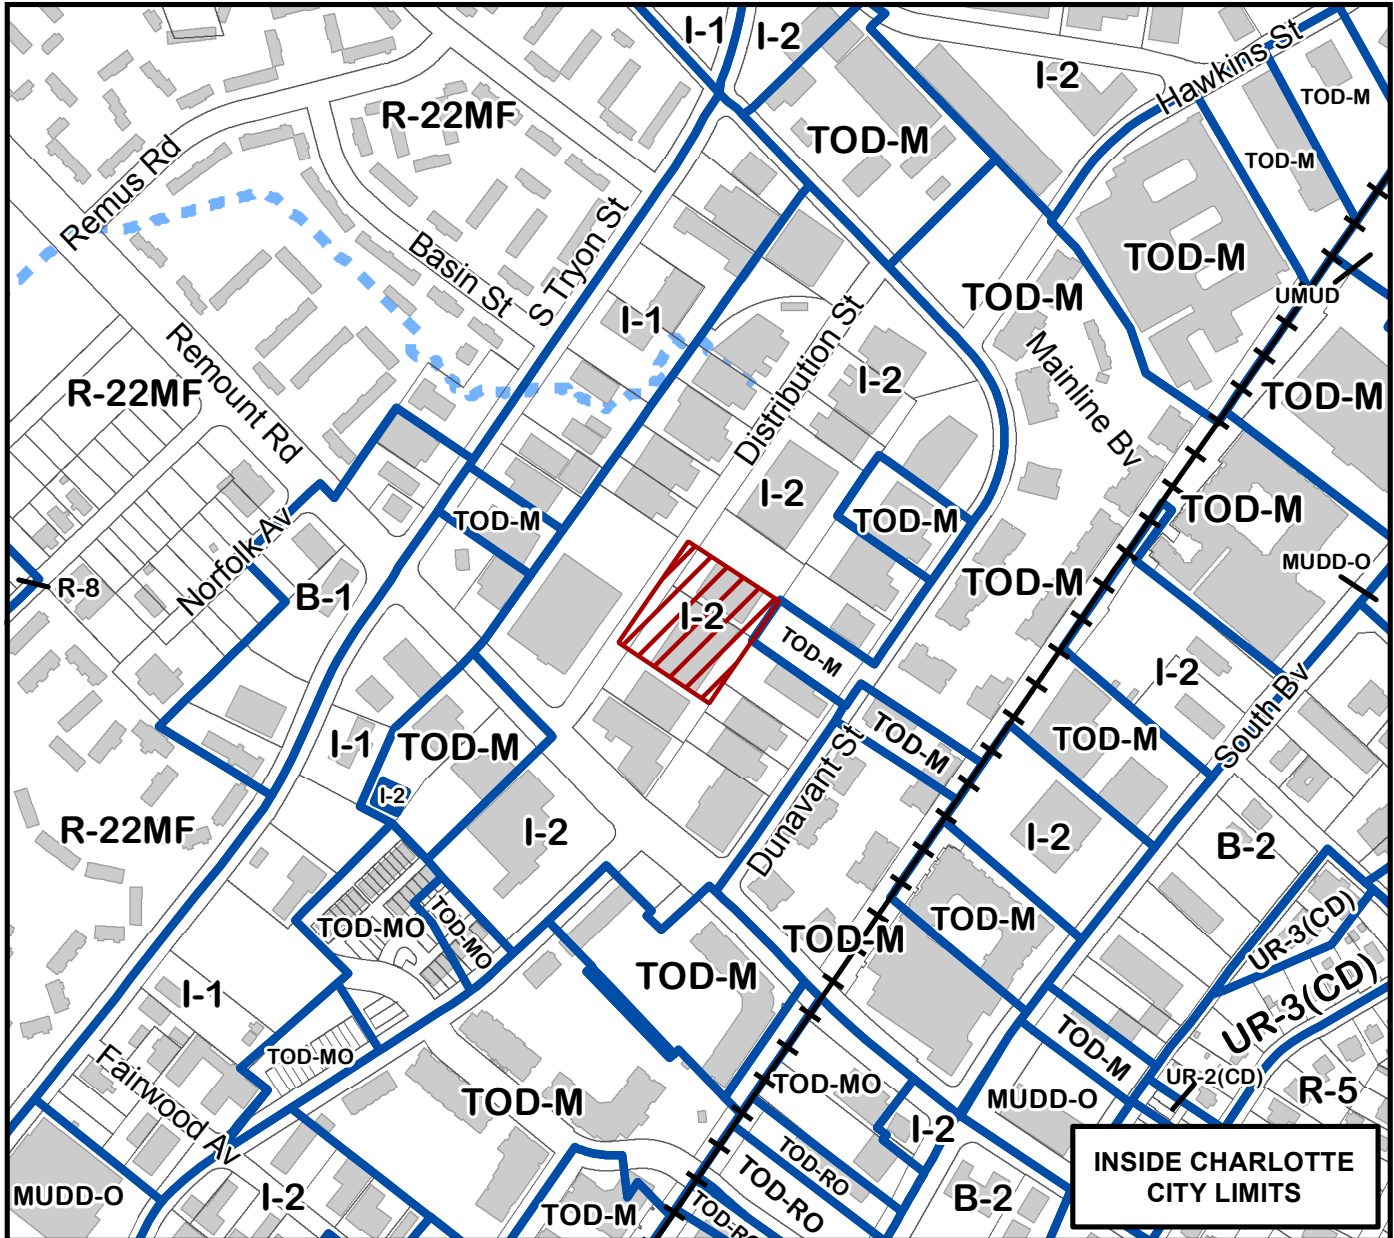 I-1
I-2
I-2
Hawkins St
TOD-M
R-22MF
TOD-M
TOD-M
Remus Rd
S Tryon St
Basin St
TOD-M
TOD-M
UMUD
I-1
Distribution St
Mainline Bv
Remount Rd
R-22MF
I-2
TOD-M
I-2
TOD-M
TOD-M
TOD-M
Norfolk Av
MUDD-O
R-8
B-1
TOD-M
I-2
TOD-M
I-2
South Bv
I-1
TOD-M
TOD-M
TOD-M
Dunavant St
I-2
R-22MF
I-2
I-2
B-2
TOD-MO
TOD-MO
TOD-M
UR-3(CD)
TOD-M
TOD-M
I-1
UR-3(CD)
TOD-MO
TOD-M
Fairwood Av
TOD-MO
TOD-M
UR-2(CD)
R-5
MUDD-O
I-2
TOD-RO
INSIDE CHARLOTTE
CITY LIMITS
MUDD-O
I-2
TOD-M
TOD-RO
TOD-RO
B-2